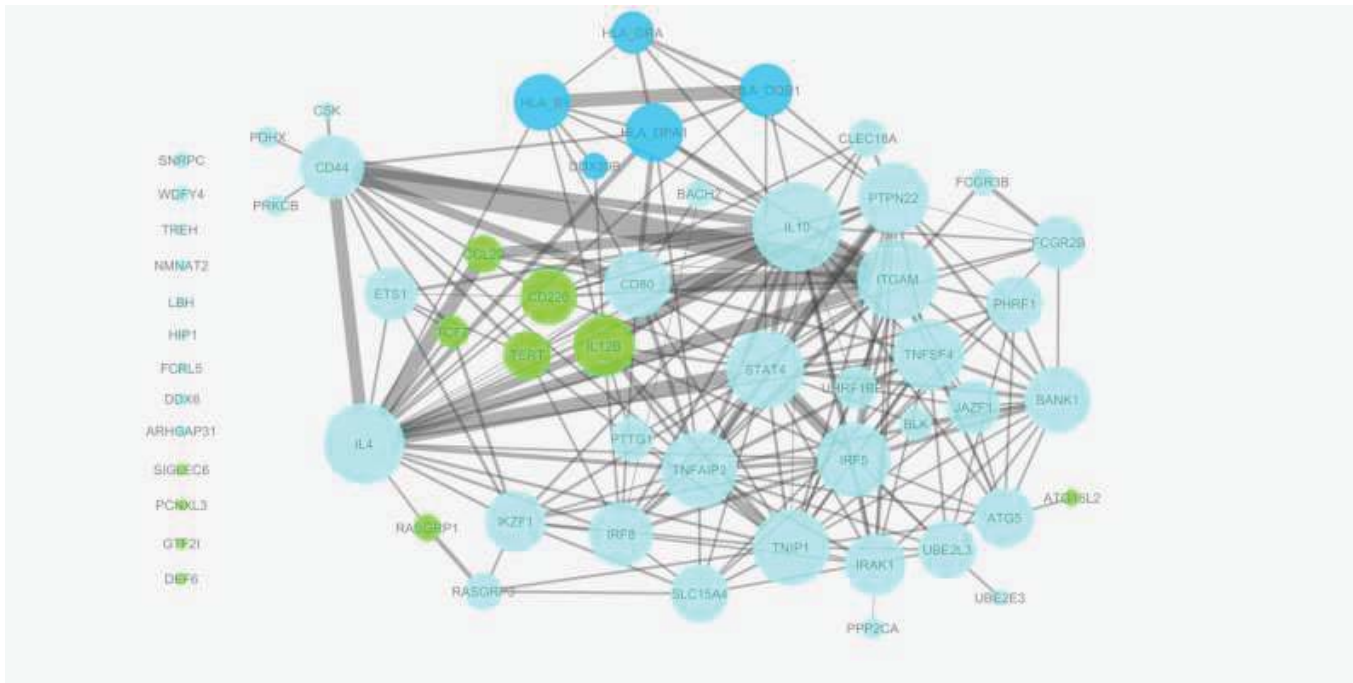 HLA_DRA
HLA_DQB1
CSK
PDHX
CD44
PRKCB
SNRPC
WDFY4
TREH
NMNAT2
LBH
HIP1
FCRL5
DDX6
ARHGAP31
SIGLEC6
PCNXL3
GTF2I
DEF6
HLA_DPA1
DDX39B
BACH2
CLEC16A
FCGR3B
PTPN22
IL10
FCGR2B
ETS1
CD80
ITGAM
PHRF1
CD226
IL12B
TERT
STAT4
TNFSF4
JAZF1
BANK1
BLK
IL4
PTTG1
TNFAIP3
IRF5
ATG16L2
ATG5
RASGRP1
IKZF1
IRF8
TNIP1
IRAK1
UBE2L3
RASGRP3
SLC15A4
UBE2E3
PPP2CA